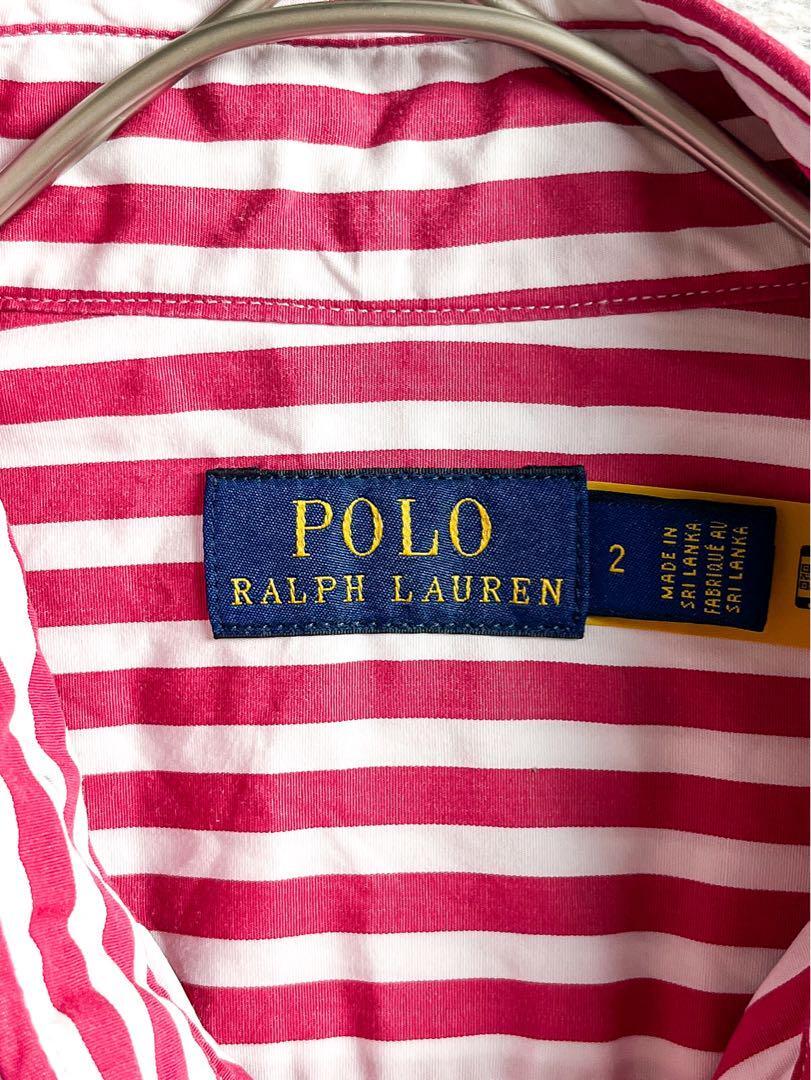 POLO
RALPH LAUREN
2
MADE IN
SRI LANKA
FABRIQUÉ AU
SRI LANKA